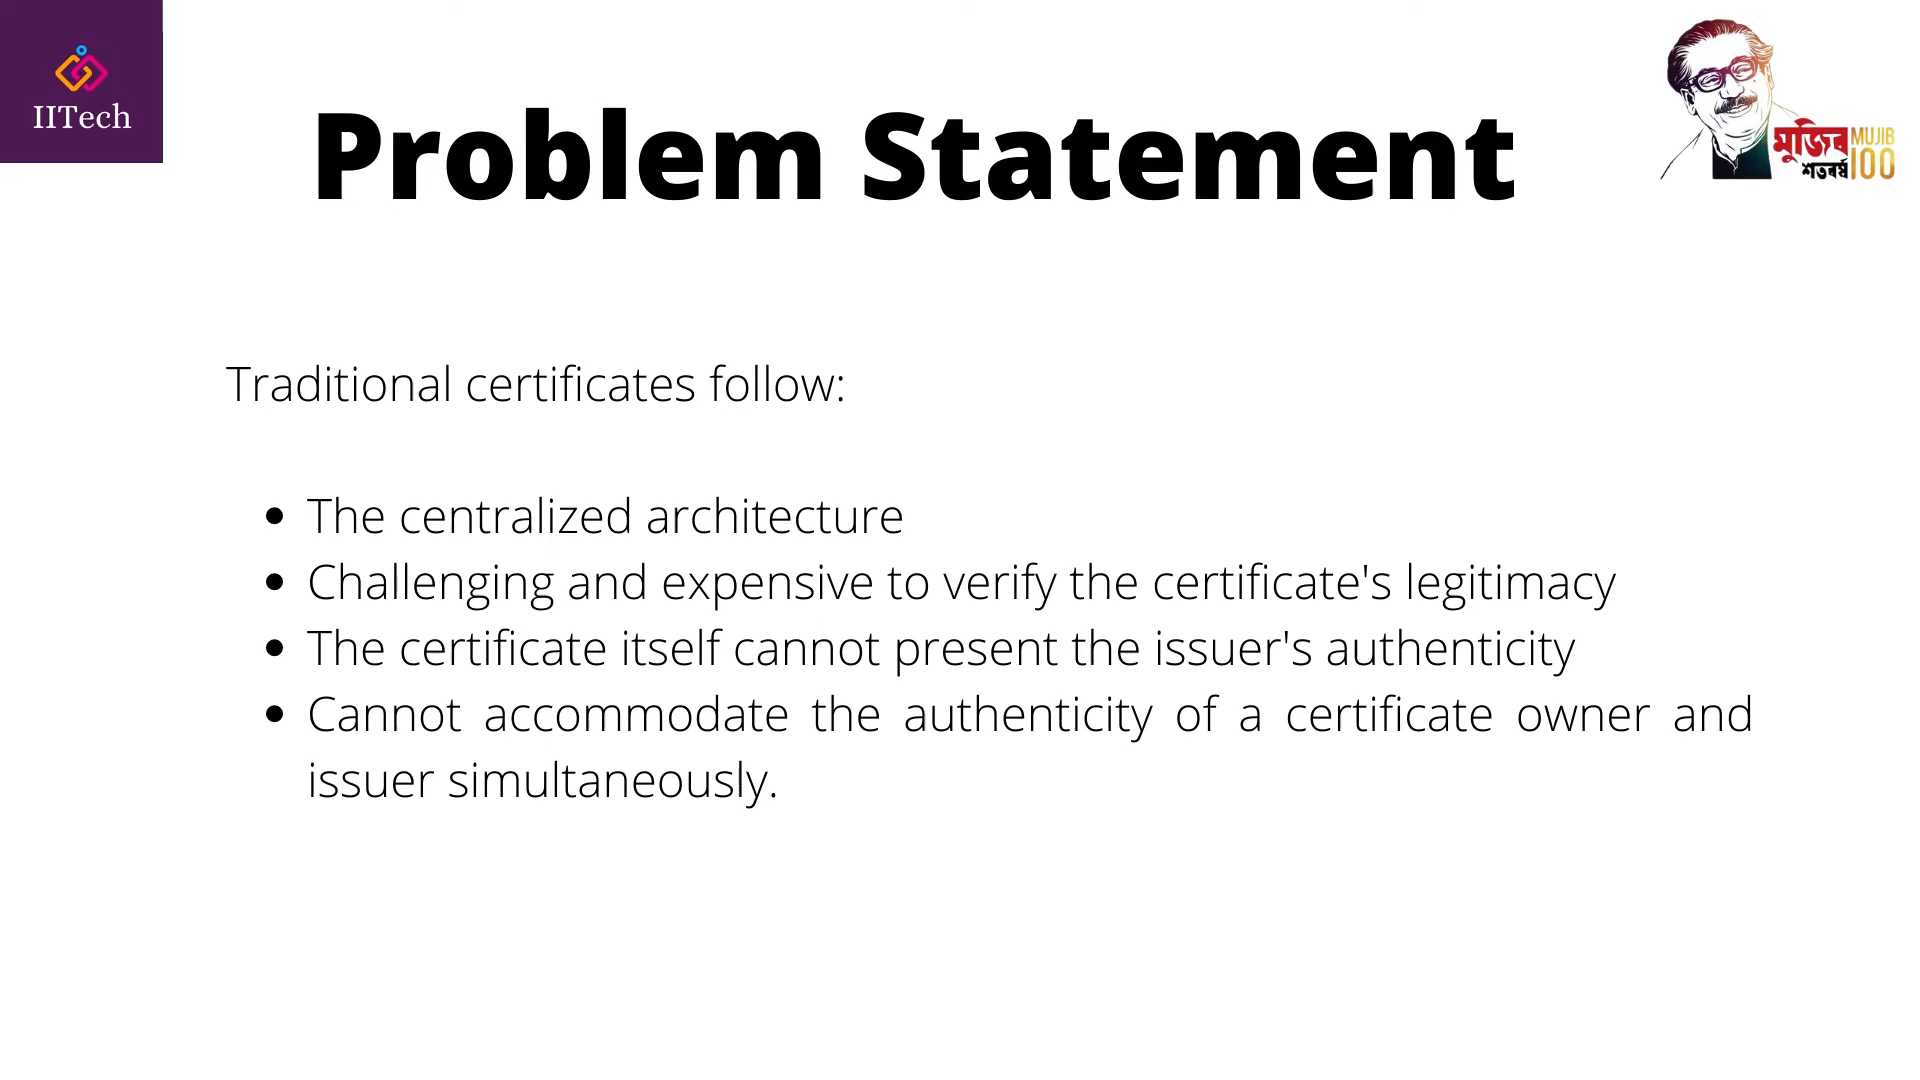 IITech
Problem Statement
মুজিব
শতবর্ষ
MUJIB
100
Traditional certificates follow:
• The centralized architecture
• Challenging and expensive to verify the certificate's legitimacy
• The certificate itself cannot present the issuer's authenticity
• Cannot accommodate the authenticity of a certificate owner and
issuer simultaneously.